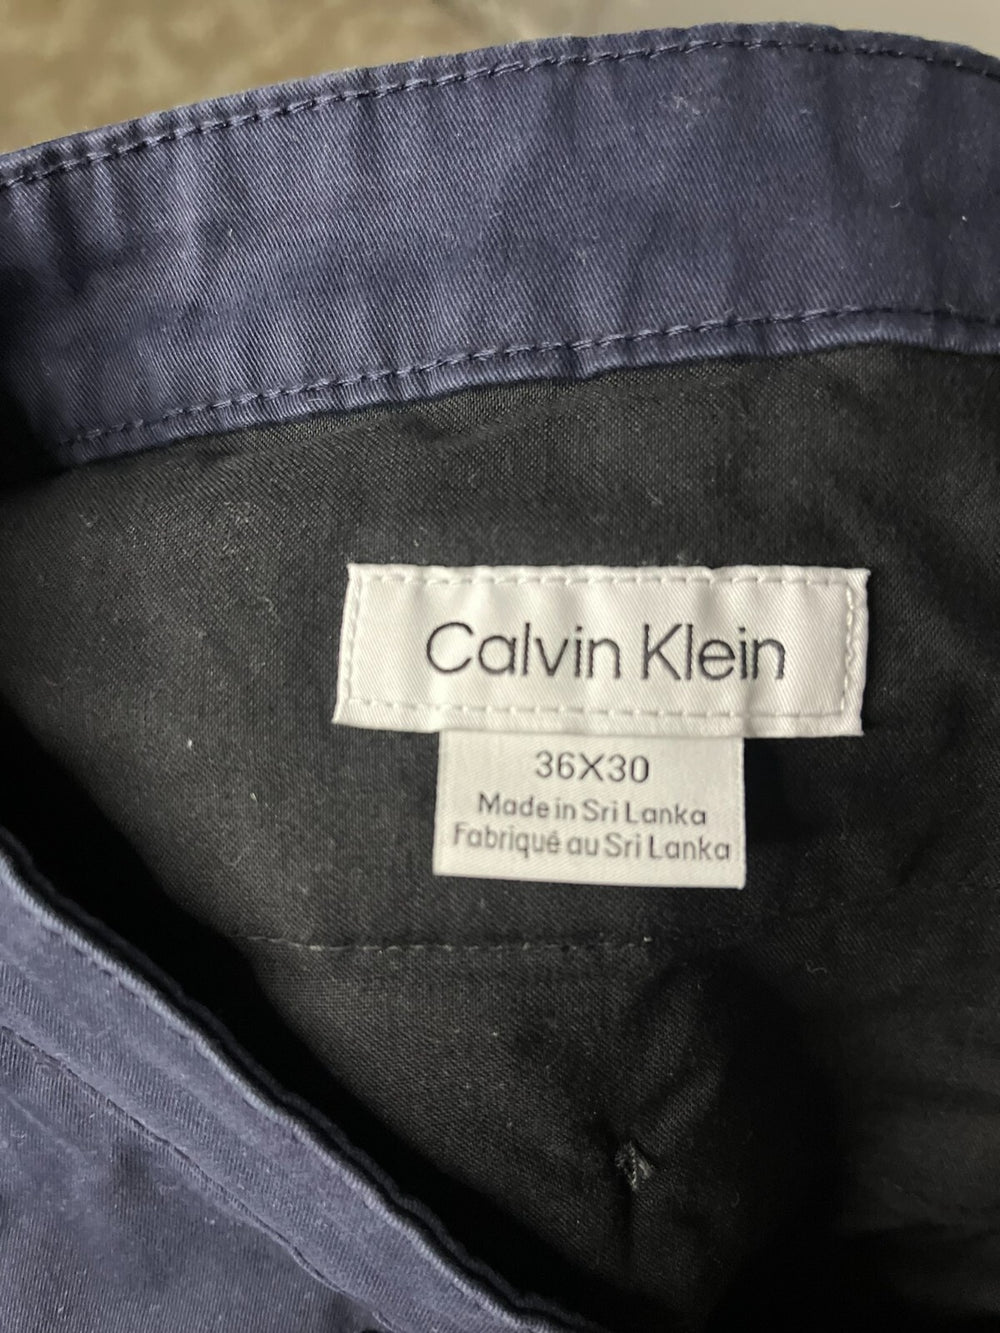 Calvin Klein
36X30
Made in Sri Lanka
Fabriqué au Sri Lanka